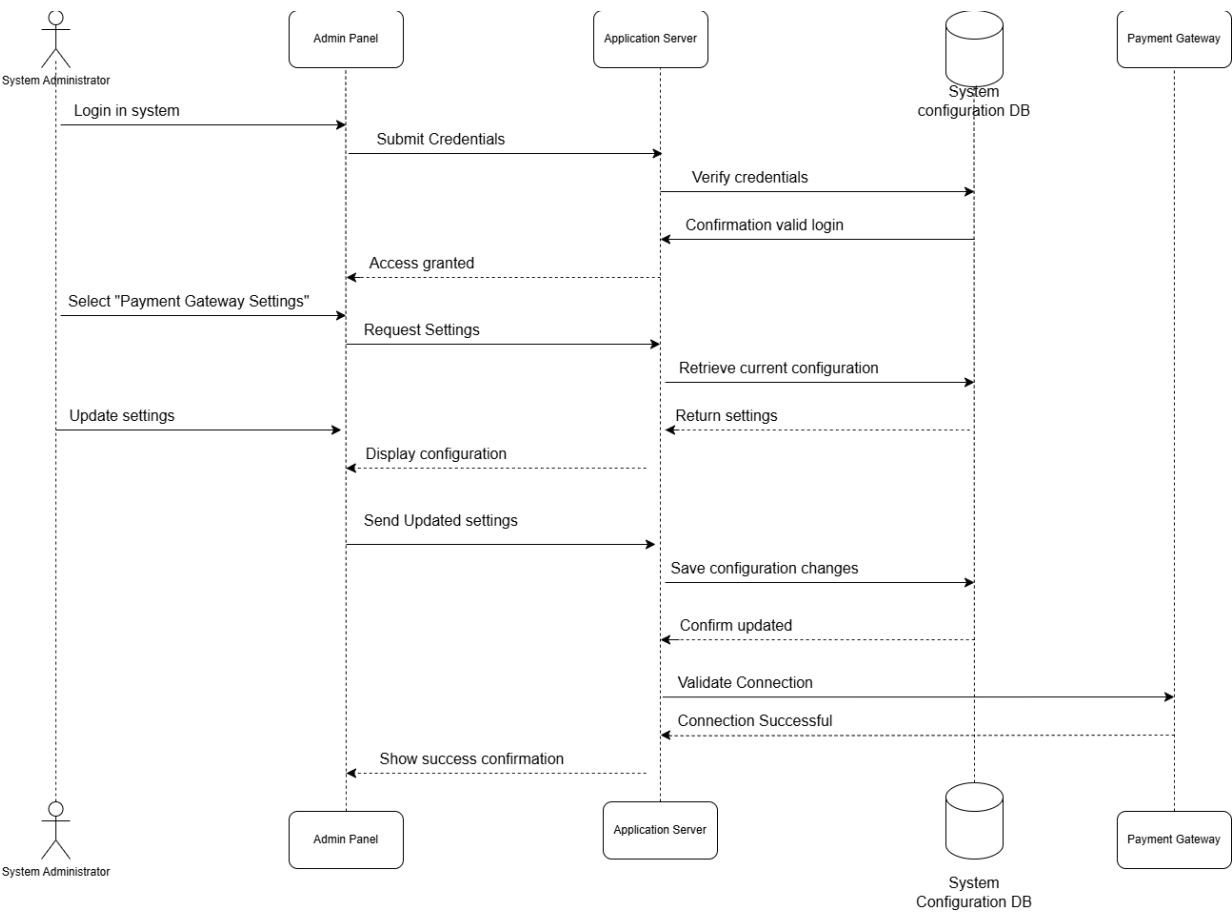 Admin Panel
Application Server
Payment Gateway
System Administrator
System
configuration DB
Login in system
Submit Credentials
Verify credentials
Confirmation valid login
Access granted
Select "Payment Gateway Settings"
Request Settings
Retrieve current configuration
Update settings
Return settings
Display configuration
Send Updated settings
Save configuration changes
Confirm updated
Validate Connection
Connection Successful
Show success confirmation
Application Server
Admin Panel
Payment Gateway
System Administrator
System
Configuration DB